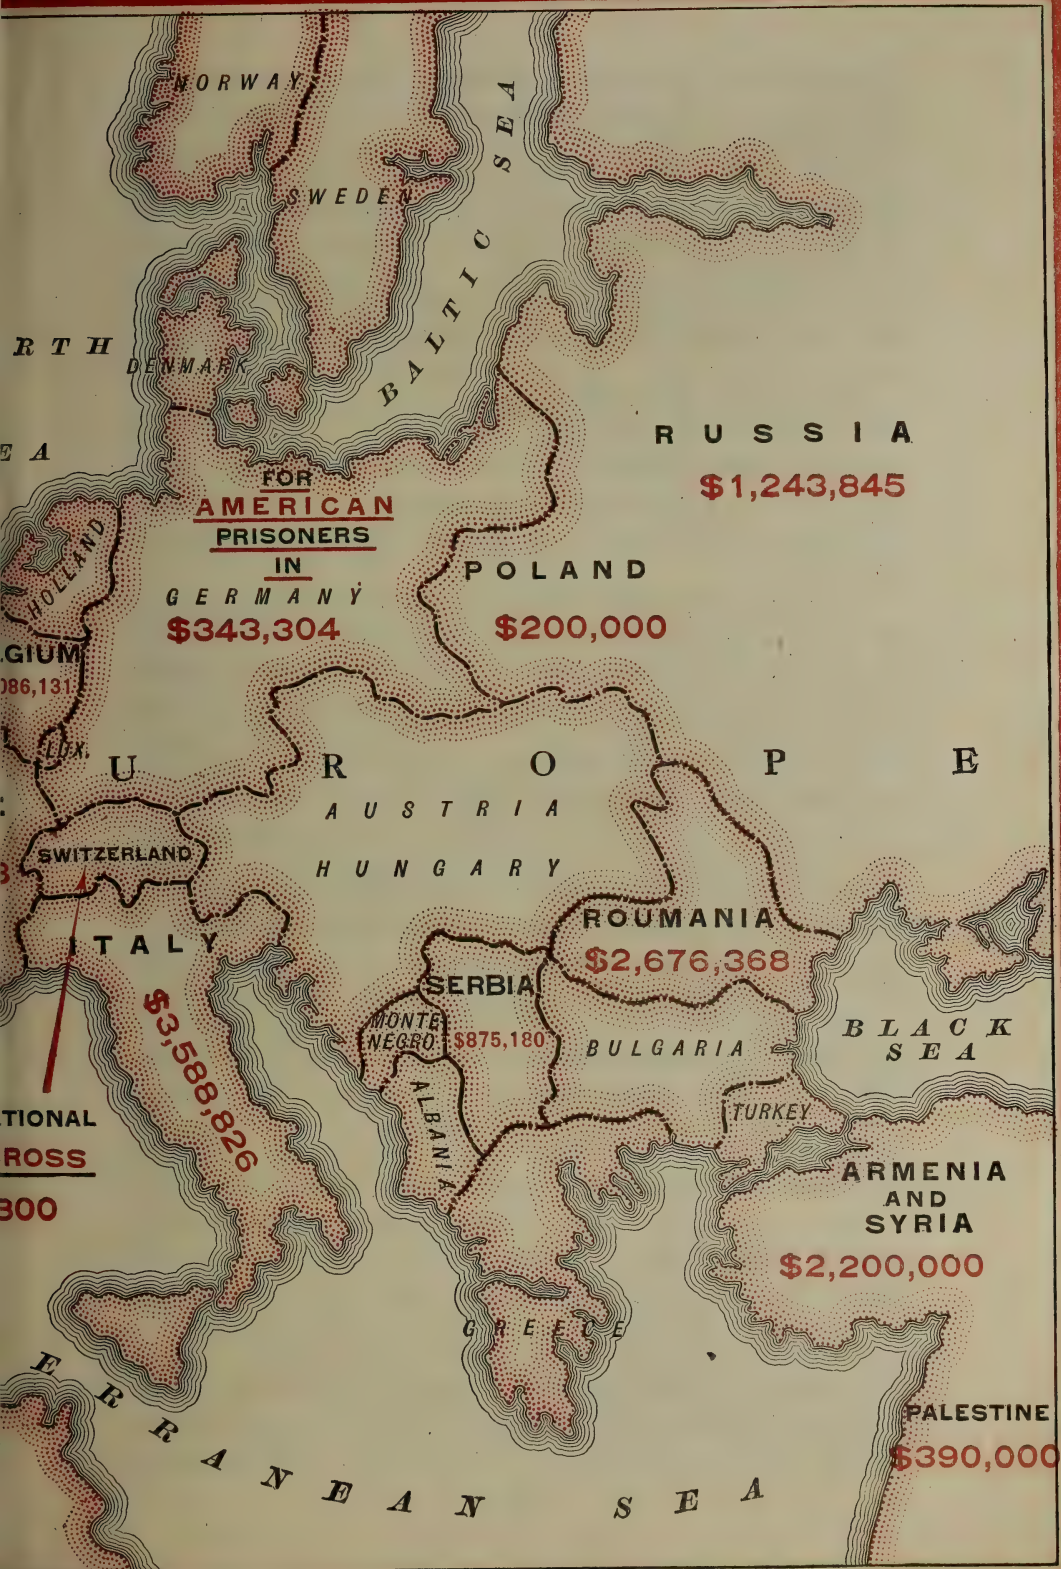 NORWAY
SWEDEN
BALTIC SEA
RTH
EA
DENMARK
RUSSIA
$1,243,845
FOR
AMERICAN
PRISONERS
IN
GERMANY
$343,304
POLAND
$200,000
HOLLAND
LGIUM
086,131
LUX.
U R O P E
AUSTRIA
HUNGARY
SWITZERLAND
ITALY
$3,588,826
ROUMANIA
$2,676,368
SERBIA
$875,180
MONTE
NEGRO
BULGARIA
ALBANIA
BLACK
SEA
TURKEY
TIONAL
ROSS
300
ARMENIA
AND
SYRIA
$2,200,000
GREECE
PALESTINE
$390,000
ERRANEAN SEA